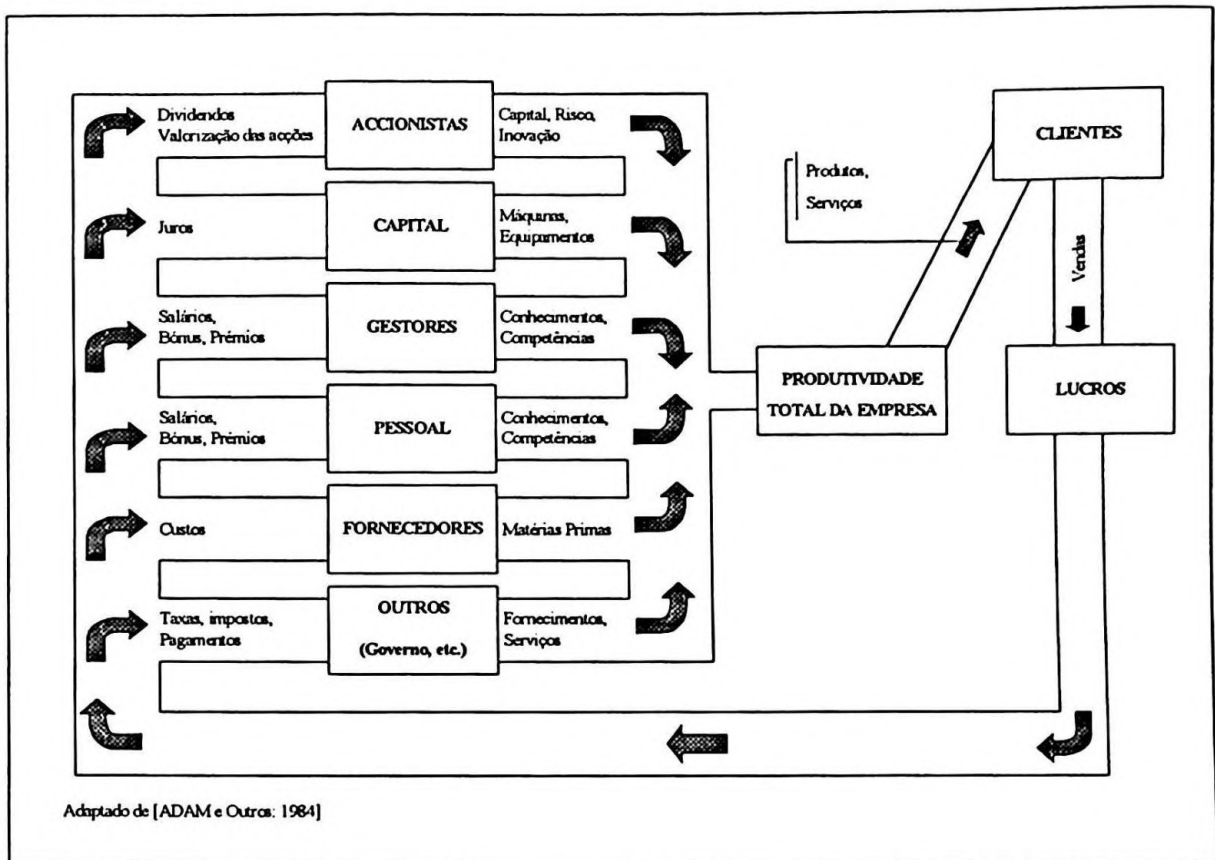 Dividendos
Valorização das acções
ACCIONISTAS
Capital, Risco,
Inovação
Juros
CAPITAL
Máquinas,
Equipamentos
Salários,
Bónus, Prémios
GESTORES
Conhecimentos,
Competências
Salários,
Bónus, Prémios
PESSOAL
Conhecimentos,
Competências
Custos
FORNECEDORES
Matérias Primas
Taxas, impostos,
Pagamentos
OUTROS
(Governo, etc.)
Fornecimentos,
Serviços
PRODUTIVIDADE
TOTAL DA EMPRESA
Produtos,
Serviços
CLIENTES
Vendas
LUCROS
Adaptado de [ADAM e Outros: 1984]